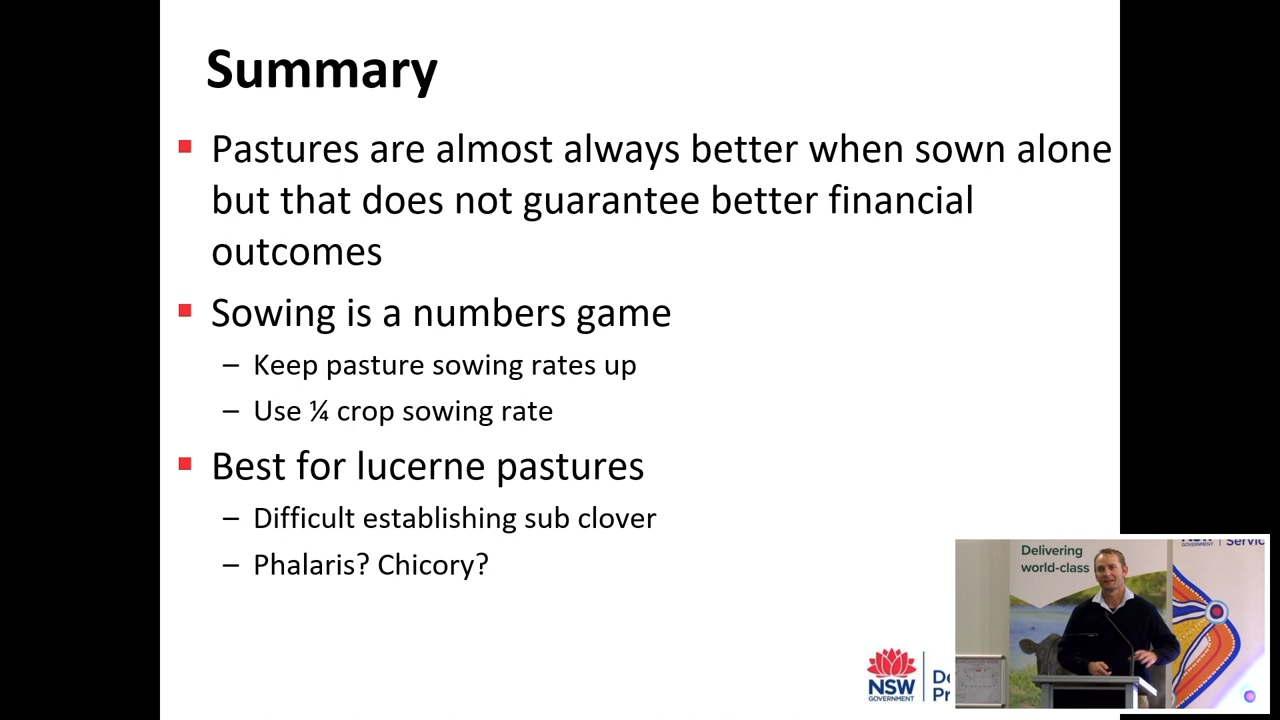 Summary
Pastures are almost always better when sown alone
but that does not guarantee better financial
outcomes
Sowing is a numbers game
– Keep pasture sowing rates up
– Use ¼ crop sowing rate
Best for lucerne pastures
– Difficult establishing sub clover
– Phalaris? Chicory?
Delivering
world-class
NSW
GOVERNMENT
NSW
GOVERNMENT